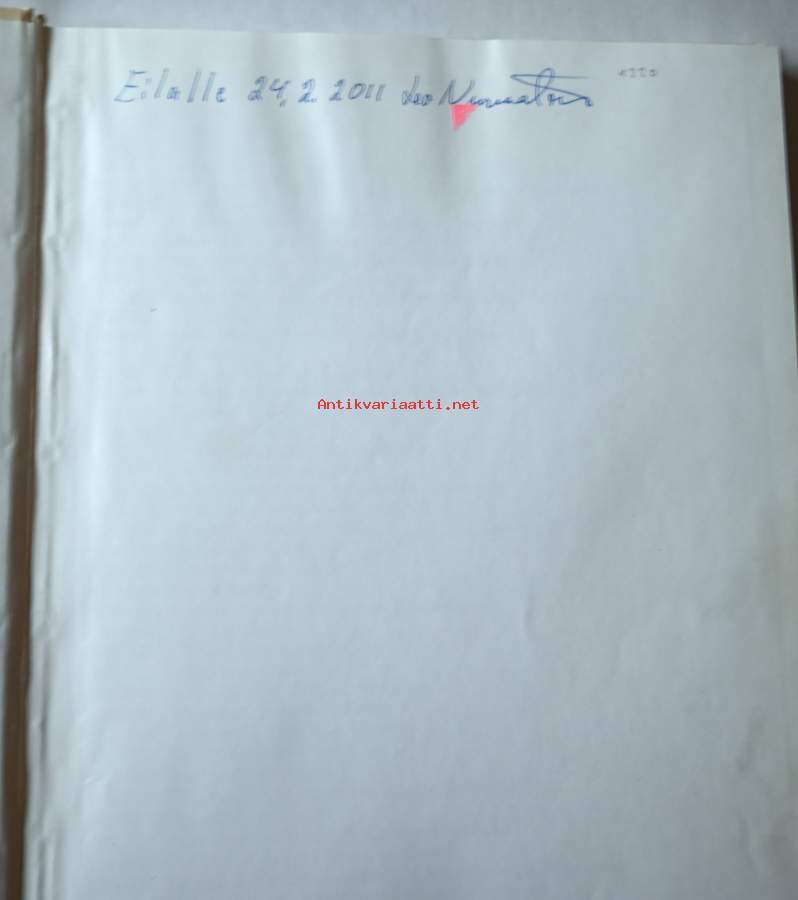 Eilalle 24.2.2011 Leo
Antikvariaatti.net